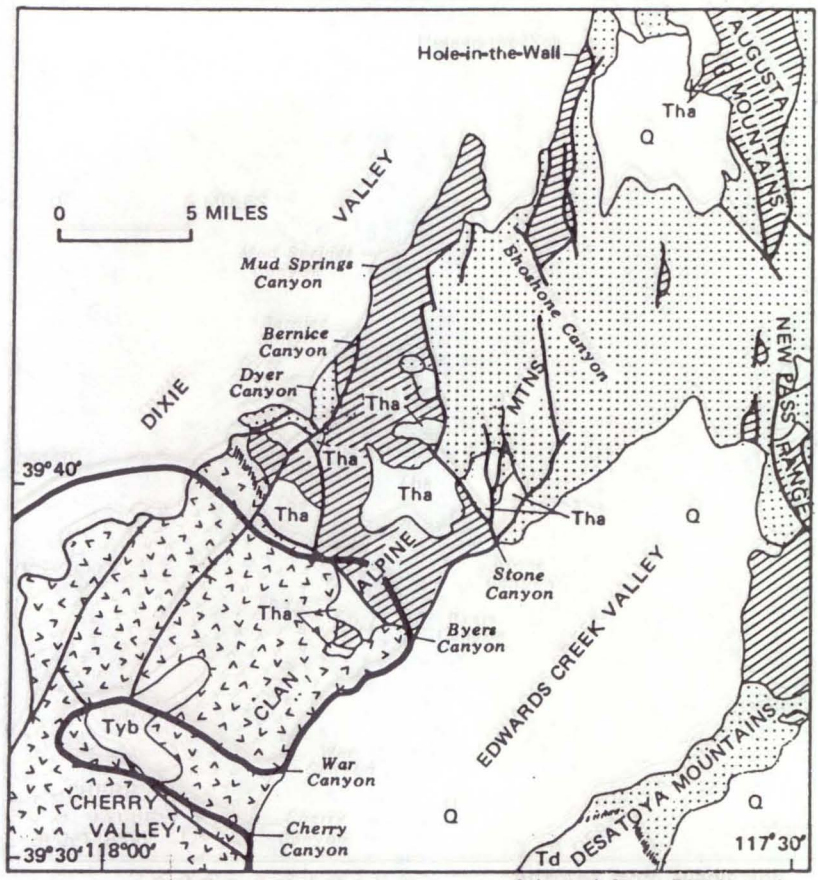 Hole-in-the-Wall
AUGUSTA
MOUNTAINS
Q
Tha
Q
0 5 MILES
VALLEY
Mud Springs
Canyon
Shoshone Canyon
Bernice
Canyon
Dyer
Canyon
DIXIE
MTNS
NEW PASS
RANGE
Tha
Tha
39°40'
Tha
Tha
Tha
Q
ALPINE
Stone
Canyon
Tha
Byers
Canyon
EDWARDS CREEK VALLEY
CLAN
Tyb
War
Canyon
CHERRY
VALLEY
Cherry
Canyon
Q
DESATOYA MOUNTAINS
Q
Td
39°30'
118°00'
117°30'